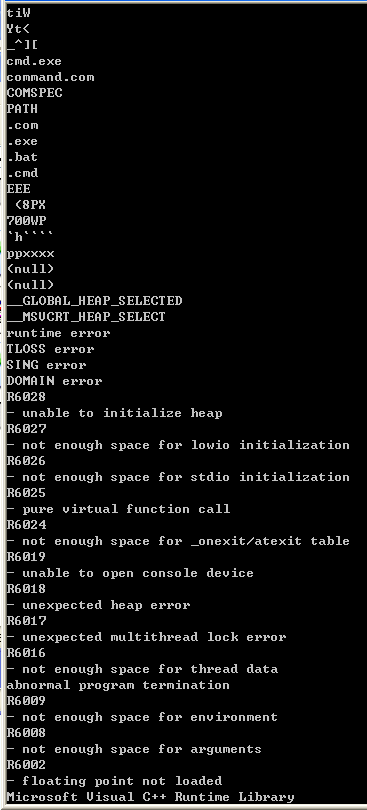 tiW
Yt<
_^][
cmd.exe
command.com
COMSPEC
PATH
.com
.exe
.bat
.cmd
EEE
(8PX
700WP
`h````
ppxxxx
(null)
(null)
__GLOBAL_HEAP_SELECTED
__MSVCRT_HEAP_SELECT
runtime error
TLOSS error
SING error
DOMAIN error
R6028
- unable to initialize heap
R6027
- not enough space for lowio initialization
R6026
- not enough space for stdio initialization
R6025
- pure virtual function call
R6024
- not enough space for _onexit/atexit table
R6019
- unable to open console device
R6018
- unexpected heap error
R6017
- unexpected multithread lock error
R6016
- not enough space for thread data
abnormal program termination
R6009
- not enough space for environment
R6008
- not enough space for arguments
R6002
- floating point not loaded
Microsoft Visual C++ Runtime Library